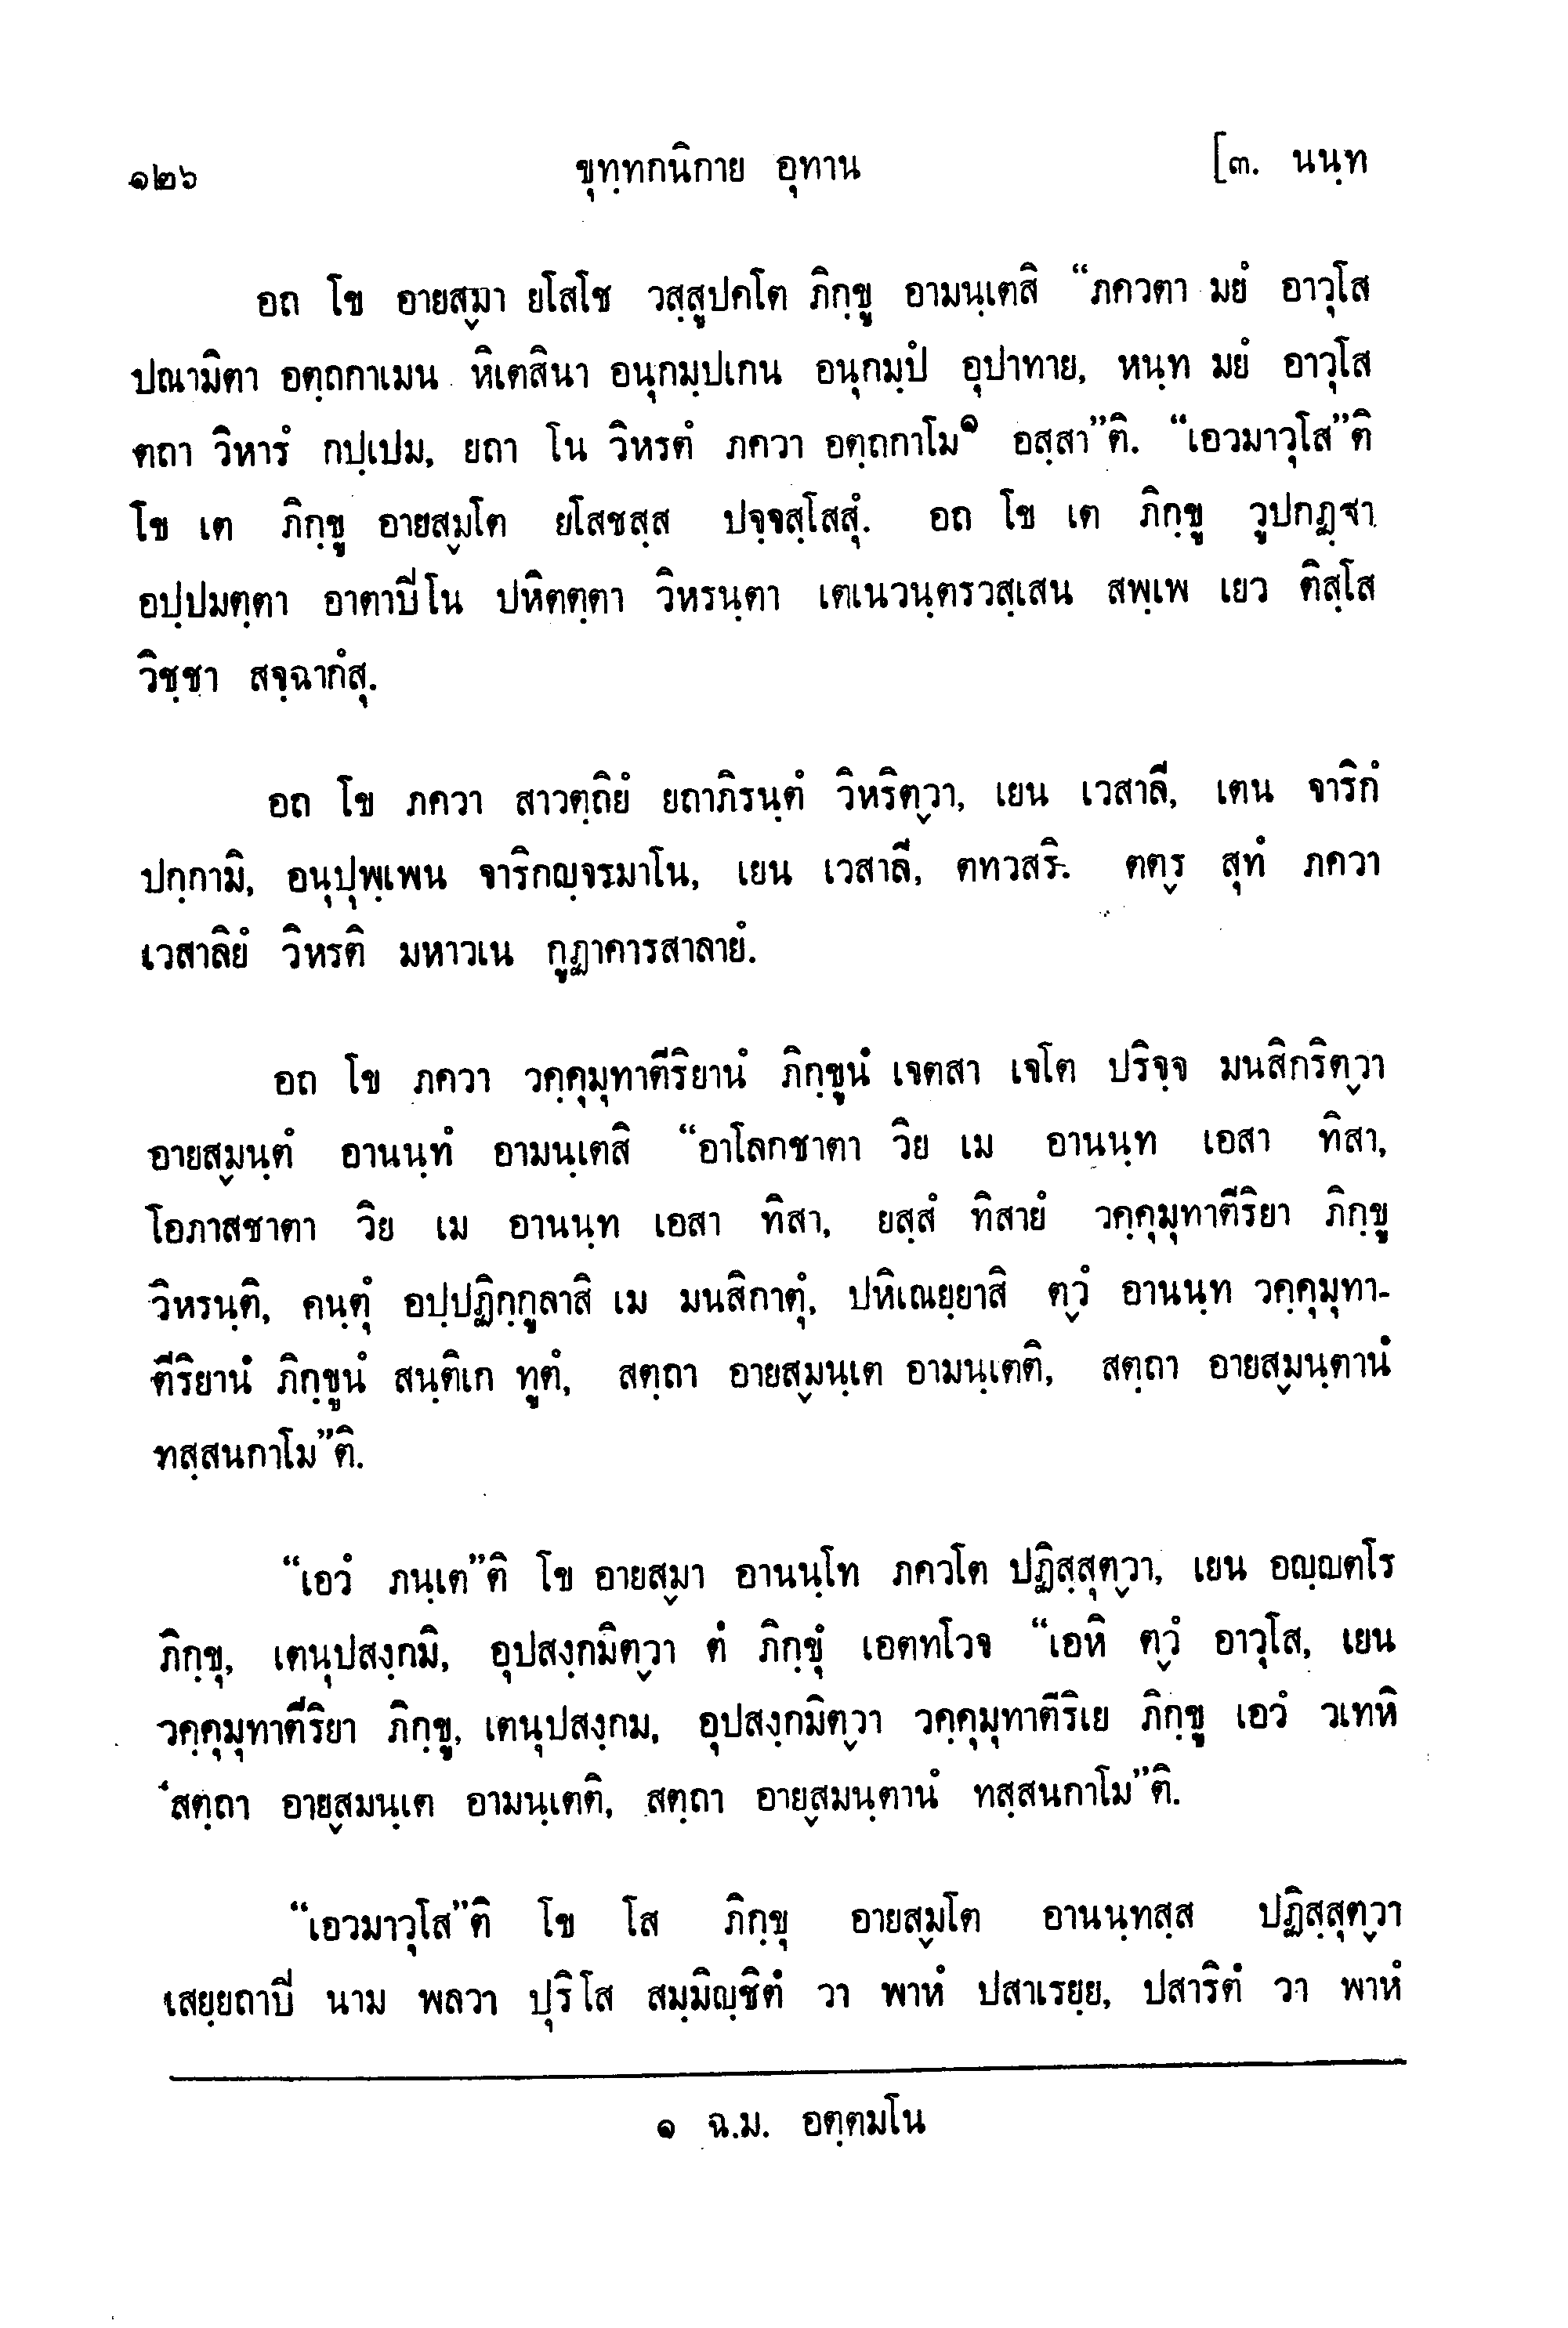 ๑๒๖ ขุทฺทกนิกาย อุทาน [๓. นนฺท
อถ โข อายสฺมา ยโสโช วสฺสูปคโต ภิกฺขู อามนฺเตสิ “ภควตา มยํ อาวุโส
ปณามิตา อตฺถกาเมน หิเตสินา อนุกมฺปเกน อนุกมฺปํ อุปาทาย, หนฺท มยํ อาวุโส
ตถา วิหารํ กปฺเปม, ยถา โน วิหรตํ ภควา อตฺถกาโม๑ อสฺสา”ติ. “เอวมาวุโส”ติ
โข เต ภิกฺขู อายสฺมโต ยโสชสฺส ปจฺจสฺโสสุํ. อถ โข เต ภิกฺขู วูปกฏฺฐา
อปฺปมตฺตา อาตาปิโน ปหิตตฺตา วิหรนฺตา เตเนวนฺตรวสฺเสน สพฺเพ เยว ติสฺโส
วิชฺชา สจฺฉากํสุ.
อถ โข ภควา สาวตฺถิยํ ยถาภิรนฺตํ วิหริตฺวา, เยน เวสาลี, เตน จาริกํ
ปกฺกามิ, อนุปุพฺเพน จาริกญฺจรมาโน, เยน เวสาลี, ตทวสริ. ตตฺร สุทํ ภควา
เวสาลิยํ วิหรติ มหาวเน กูฏาคารสาลายํ.
อถ โข ภควา วคฺคุมุทาตีริยานํ ภิกฺขูนํ เจตสา เจโต ปริจฺจ มนสิกริตฺวา
อายสฺมนฺตํ อานนฺทํ อามนฺเตสิ “อาโลกชาตา วิย เม อานนฺท เอสา ทิสา,
โอภาสชาตา วิย เม อานนฺท เอสา ทิสา, ยสฺสํ ทิสายํ วคฺคุมุทาตีริยา ภิกฺขู
วิหรนฺติ, คนฺตุํ อปฺปฏิกฺกูลาสิ เม มนสิกาตุํ, ปหิเณยฺยาสิ ตฺวํ อานนฺท วคฺคุมุทา-
ตีริยานํ ภิกฺขูนํ สนฺติเก ทูตํ, สตฺถา อายสฺมนฺเต อามนฺเตติ, สตฺถา อายสฺมนฺตานํ
ทสฺสนกาโม”ติ.
“เอวํ ภนฺเต”ติ โข อายสฺมา อานนฺโท ภควโต ปฏิสฺสุตฺวา, เยน อญฺญตโร
ภิกฺขุ, เตนุปสงฺกมิ, อุปสงฺกมิตฺวา ตํ ภิกฺขุํ เอตทโวจ “เอหิ ตฺวํ อาวุโส, เยน
วคฺคุมุทาตีริยา ภิกฺขู, เตนุปสงฺกม, อุปสงฺกมิตฺวา วคฺคุมุทาตีริเย ภิกฺขู เอวํ วเทหิ
‘สตฺถา อายฺสมนฺเต อามนฺเตติ, สตฺถา อายฺสมนฺตานํ ทสฺสนกาโม”ติ.
“เอวมาวุโส”ติ โข โส ภิกฺขุ อายสฺมโต อานนฺทสฺส ปฏิสฺสุตฺวา
เสยฺยถาปิ นาม พลวา ปุริโส สมฺมิญฺชิตํ วา พาหํ ปสาเรยฺย, ปสาริตํ วา พาหํ
๑ ฉ.ม. อตฺตมโน